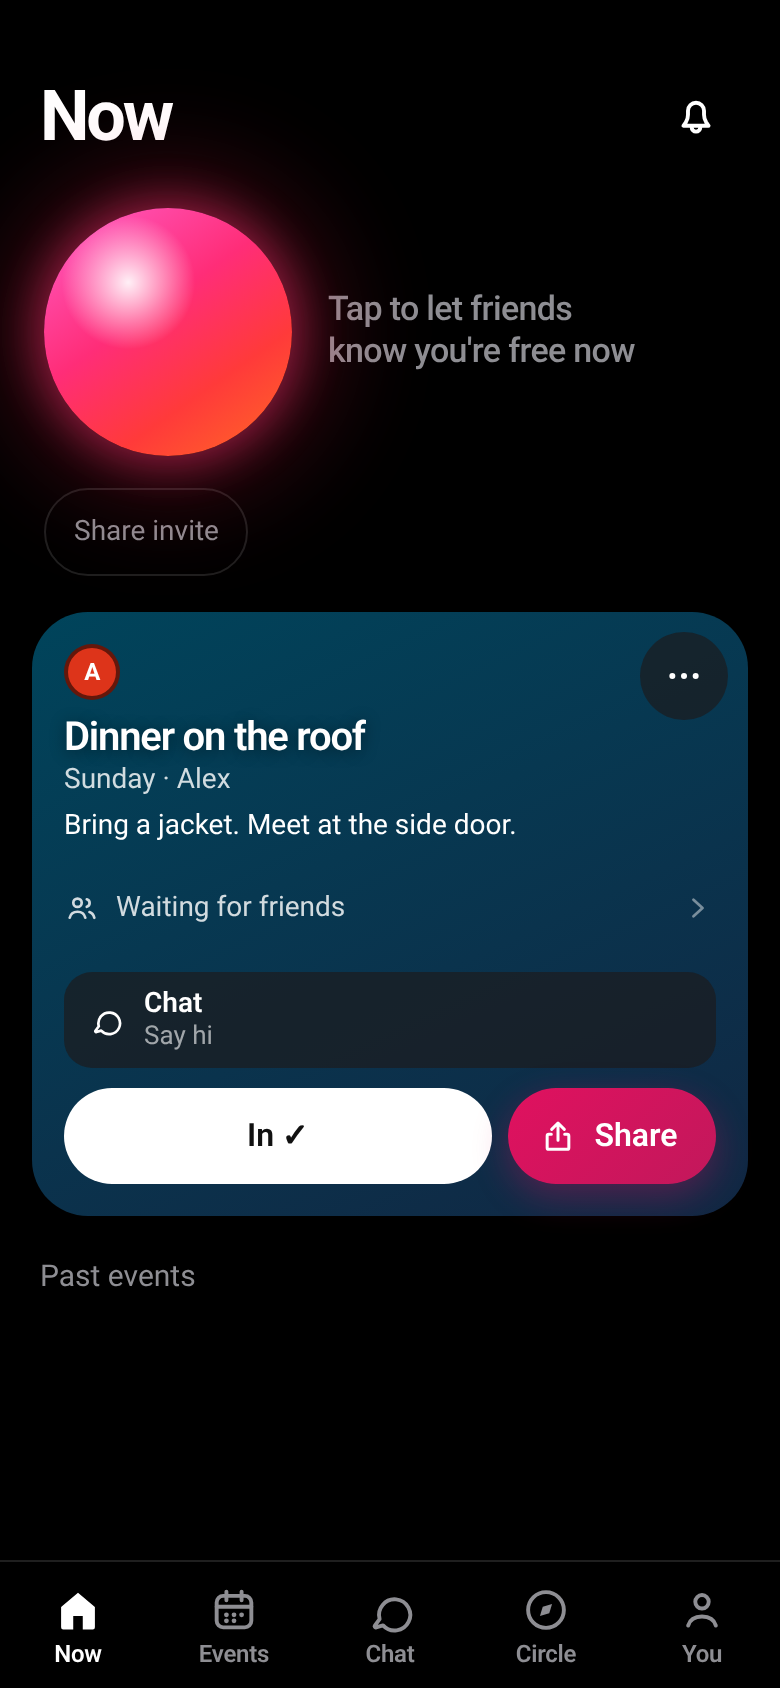 Now
Tap to let friends
know you're free now
Share invite
A
Dinner on the roof
Sunday · Alex
Bring a jacket. Meet at the side door.
Waiting for friends
Chat
Say hi
In ✓
Share
Past events
Now
Events
Chat
Circle
You